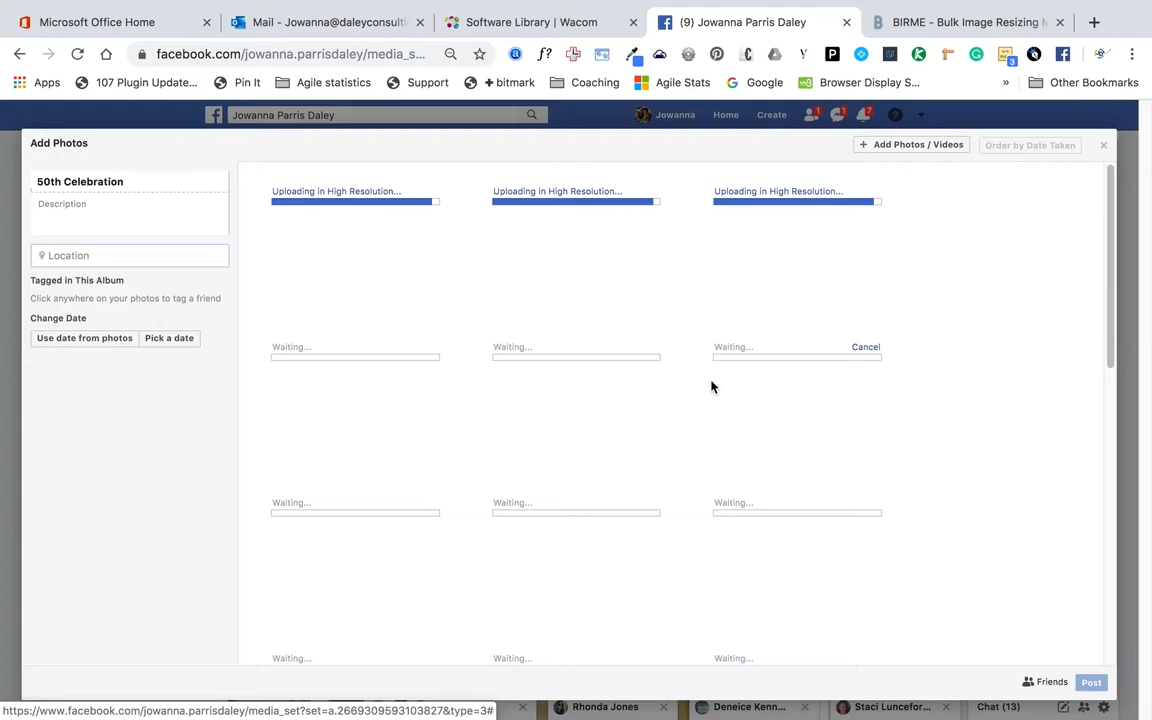 Microsoft Office Home
Mail - Jowanna@daleyconsulti
Software Library | Wacom
(9) Jowanna Parris Daley
BIRME - Bulk Image Resizing M
facebook.com/jowanna.parrisdaley/media_s...
Apps
107 Plugin Update...
Pin It
Agile statistics
Support
+ bitmark
Coaching
Agile Stats
Google
Browser Display S...
»
Other Bookmarks
Jowanna Parris Daley
Jowanna
Home
Create
1
1
7
Add Photos
+ Add Photos / Videos
Order by Date Taken
50th Celebration
Description
Location
Tagged in This Album
Click anywhere on your photos to tag a friend
Change Date
Use date from photos
Pick a date
Uploading in High Resolution...
Uploading in High Resolution...
Uploading in High Resolution...
Waiting...
Waiting...
Waiting...
Cancel
Waiting...
Waiting...
Waiting...
Waiting...
Waiting...
Waiting...
Friends
Post
https://www.facebook.com/jowanna.parrisdaley/media_set?set=a.2669309593103827&type=3#
Rhonda Jones
Deneice Kenn...
Staci Luncefor...
Chat (13)